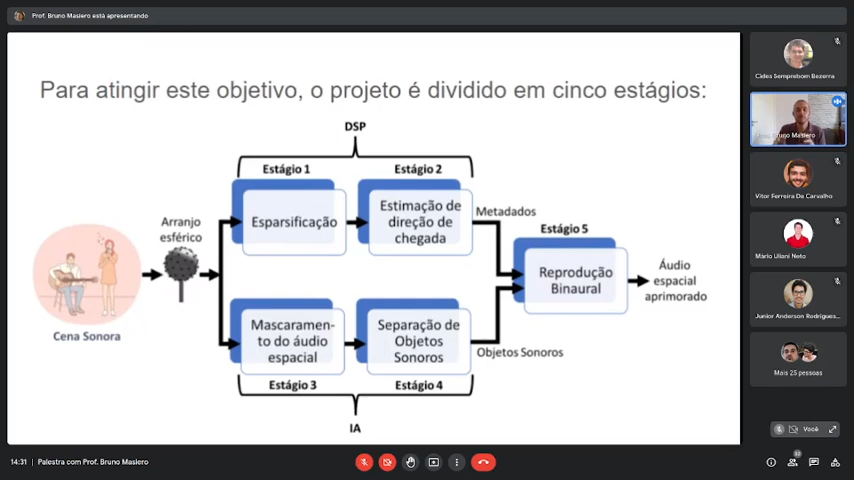 Prof. Bruno Masiero está apresentando
Para atingir este objetivo, o projeto é dividido em cinco estágios:
DSP
Estágio 1
Estágio 2
Esparsificação
Estimação de
direção de
chegada
Metadados
Arranjo
esférico
Cena Sonora
Estágio 5
Reprodução
Binaural
Áudio
espacial
aprimorado
Mascaramen-
to do áudio
espacial
Separação de
Objetos
Sonoros
Objetos Sonoros
Estágio 3
Estágio 4
IA
Cides Semprebom Bezerra
Bruno Masiero
Vitor Ferreira De Carvalho
Mário Uliani Neto
Junior Anderson Rodrigues...
Mais 25 pessoas
Você
14:31 | Palestra com Prof. Bruno Masiero